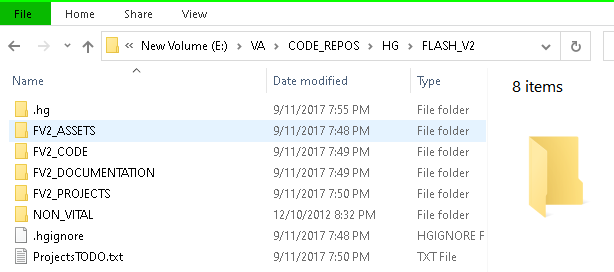 File Home Share View
« New Volume (E:) > VA > CODE_REPOS > HG > FLASH_V2
Name Date modified Type
.hg 9/11/2017 7:55 PM File folder
FV2_ASSETS 9/11/2017 7:48 PM File folder
FV2_CODE 9/11/2017 7:49 PM File folder
FV2_DOCUMENTATION 9/11/2017 7:49 PM File folder
FV2_PROJECTS 9/11/2017 7:50 PM File folder
NON_VITAL 12/10/2012 8:32 PM File folder
.hgignore 9/11/2017 7:48 PM HGIGNORE F
ProjectsTODO.txt 9/11/2017 7:50 PM TXT File
8 items